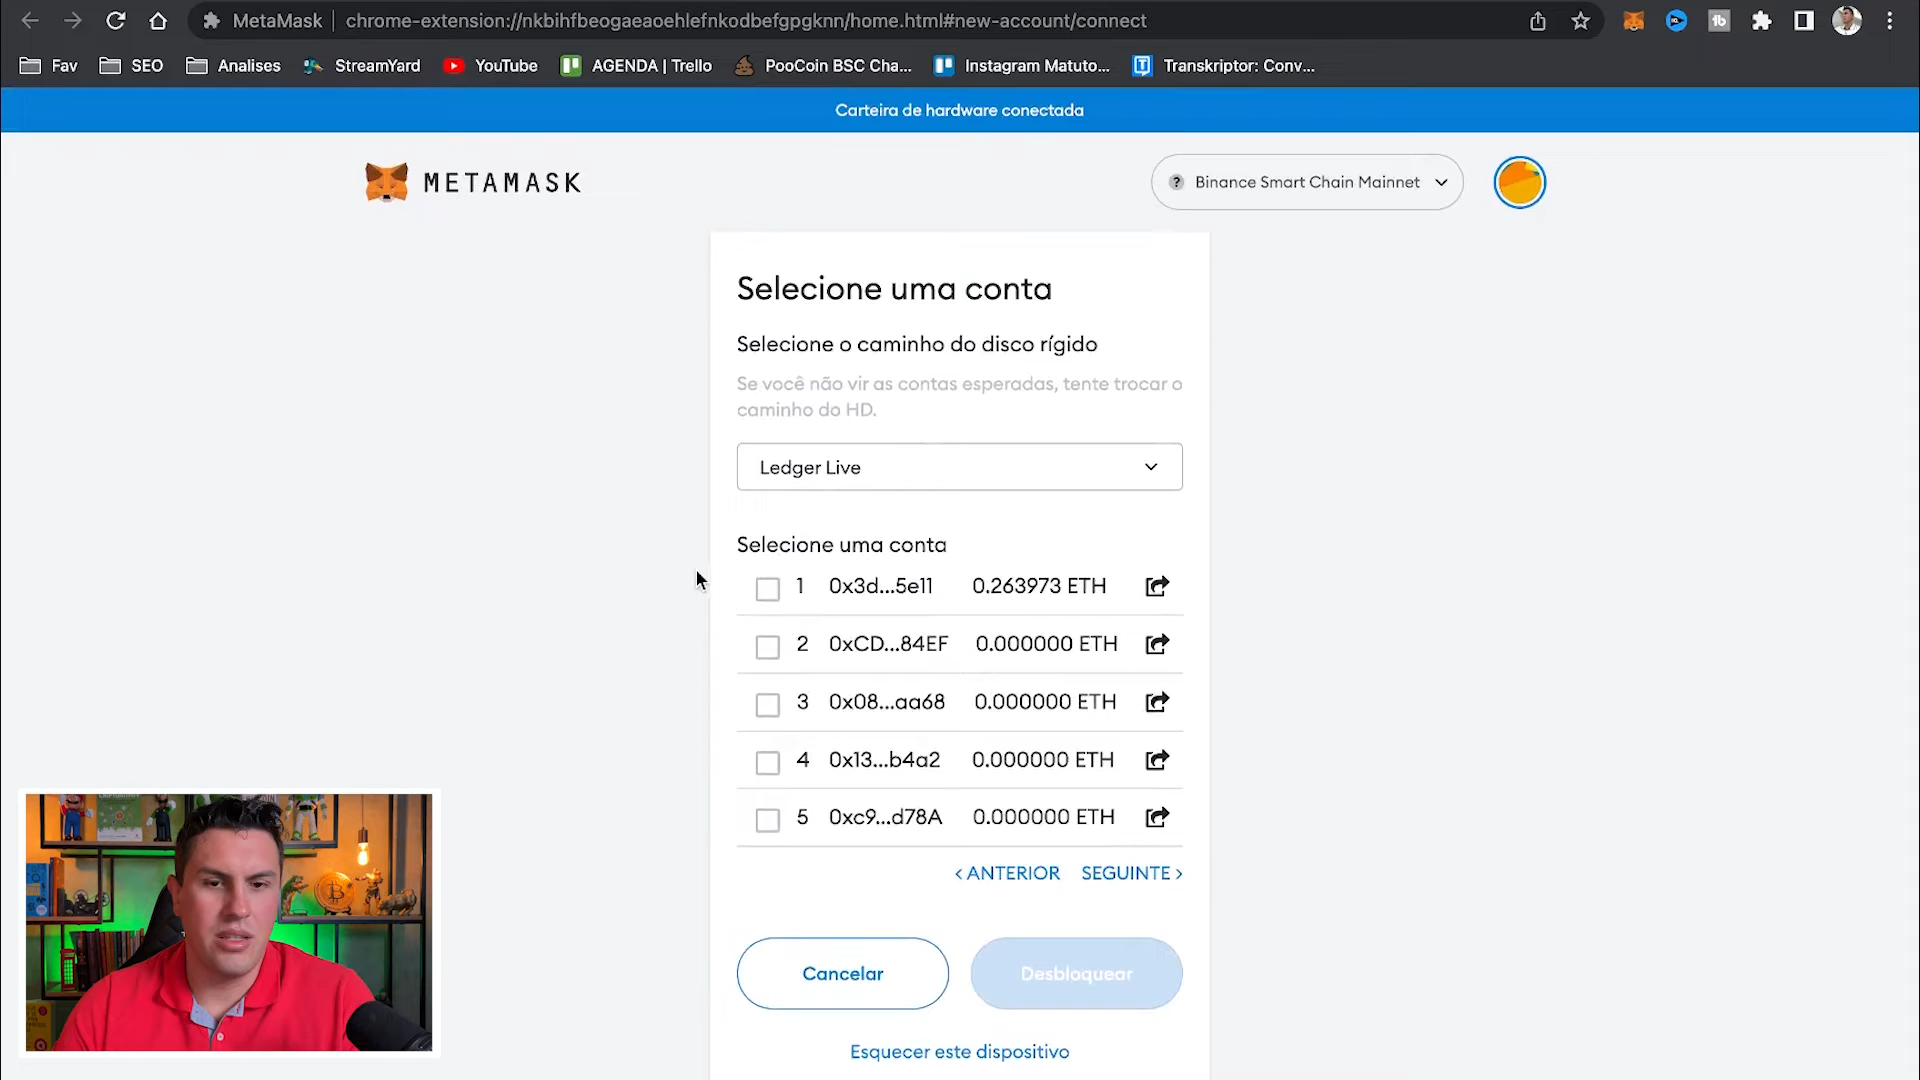 MetaMask
chrome-extension://nkbihfbeogaeaoehlefnkodbefgpgknn/home.html#new-account/connect
Fav
SEO
Analises
StreamYard
YouTube
AGENDA | Trello
PooCoin BSC Cha...
Instagram Matuto...
Transkriptor: Conv...
Carteira de hardware conectada
METAMASK
? Binance Smart Chain Mainnet
Selecione uma conta
Selecione o caminho do disco rígido
Se você não vir as contas esperadas, tente trocar o
caminho do HD.
Ledger Live
Selecione uma conta
1 0x3d...5e11 0.263973 ETH
2 0xCD...84EF 0.000000 ETH
3 0x08...aa68 0.000000 ETH
4 0x13...b4a2 0.000000 ETH
5 0xc9...d78A 0.000000 ETH
< ANTERIOR SEGUINTE >
Cancelar
Desbloquear
Esquecer este dispositivo